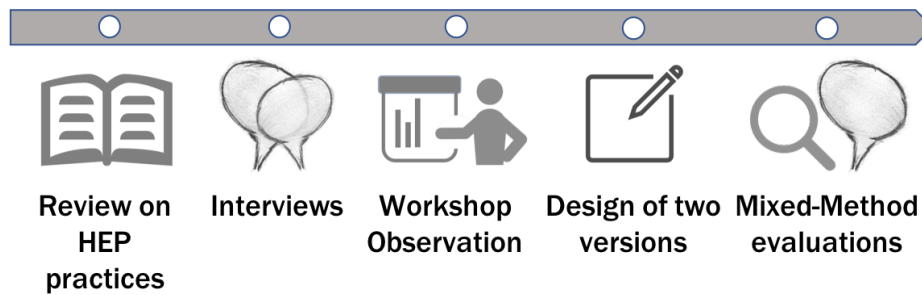 Review on
HEP
practices
Interviews
Workshop
Observation
Design of two
versions
Mixed-Method
evaluations